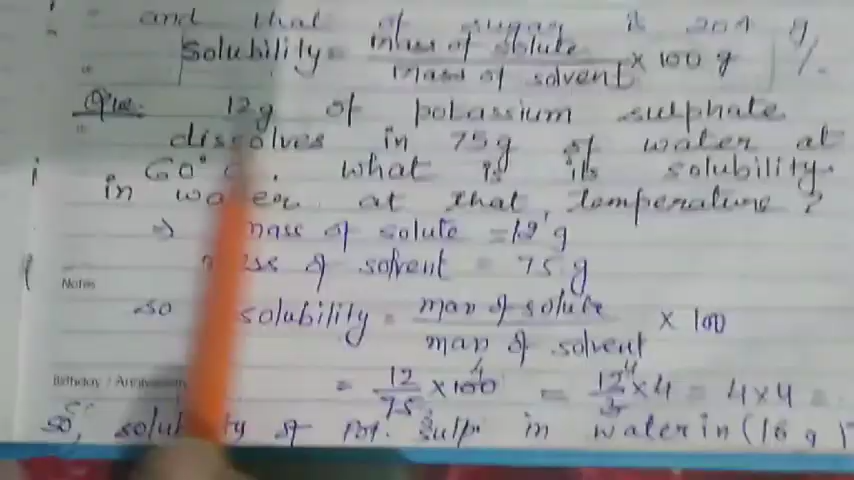 and that of sugar is 204 g
Solubility = Mass of solute / Mass of solvent × 100 g %
Que. 12g of potassium sulphate
dissolves in 75g of water at
60° . what is its solubility
in water at that temperature ?
⇒ mass of solute = 12 g
mass of solvent = 75 g
Notes
so solubility = mass of solute / mass of solvent × 100
Birthday / Anniversary
= 12 / 75 × 100 = 12 / 3 × 4 = 4 × 4 =
so, solubility of pot. sulp in water in (16 g)